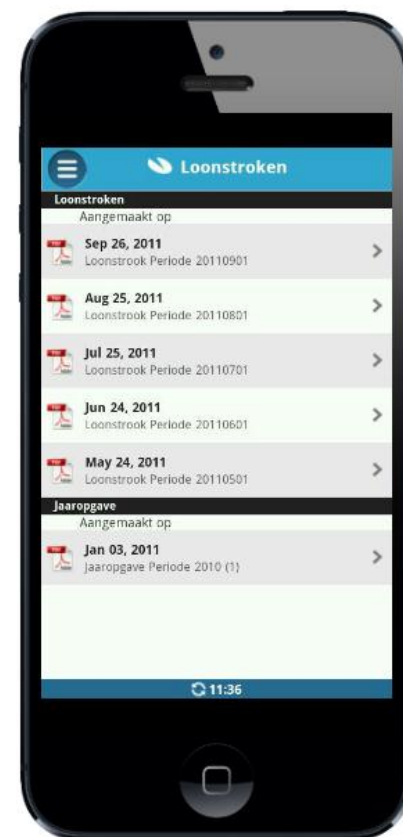 Loonstroken
Loonstroken
Aangemaakt op
Sep 26, 2011
Loonstrook Periode 20110901
Aug 25, 2011
Loonstrook Periode 20110801
Jul 25, 2011
Loonstrook Periode 20110701
Jun 24, 2011
Loonstrook Periode 20110601
May 24, 2011
Loonstrook Periode 20110501
Jaaropgave
Aangemaakt op
Jan 03, 2011
Jaaropgave Periode 2010 (1)
11:36